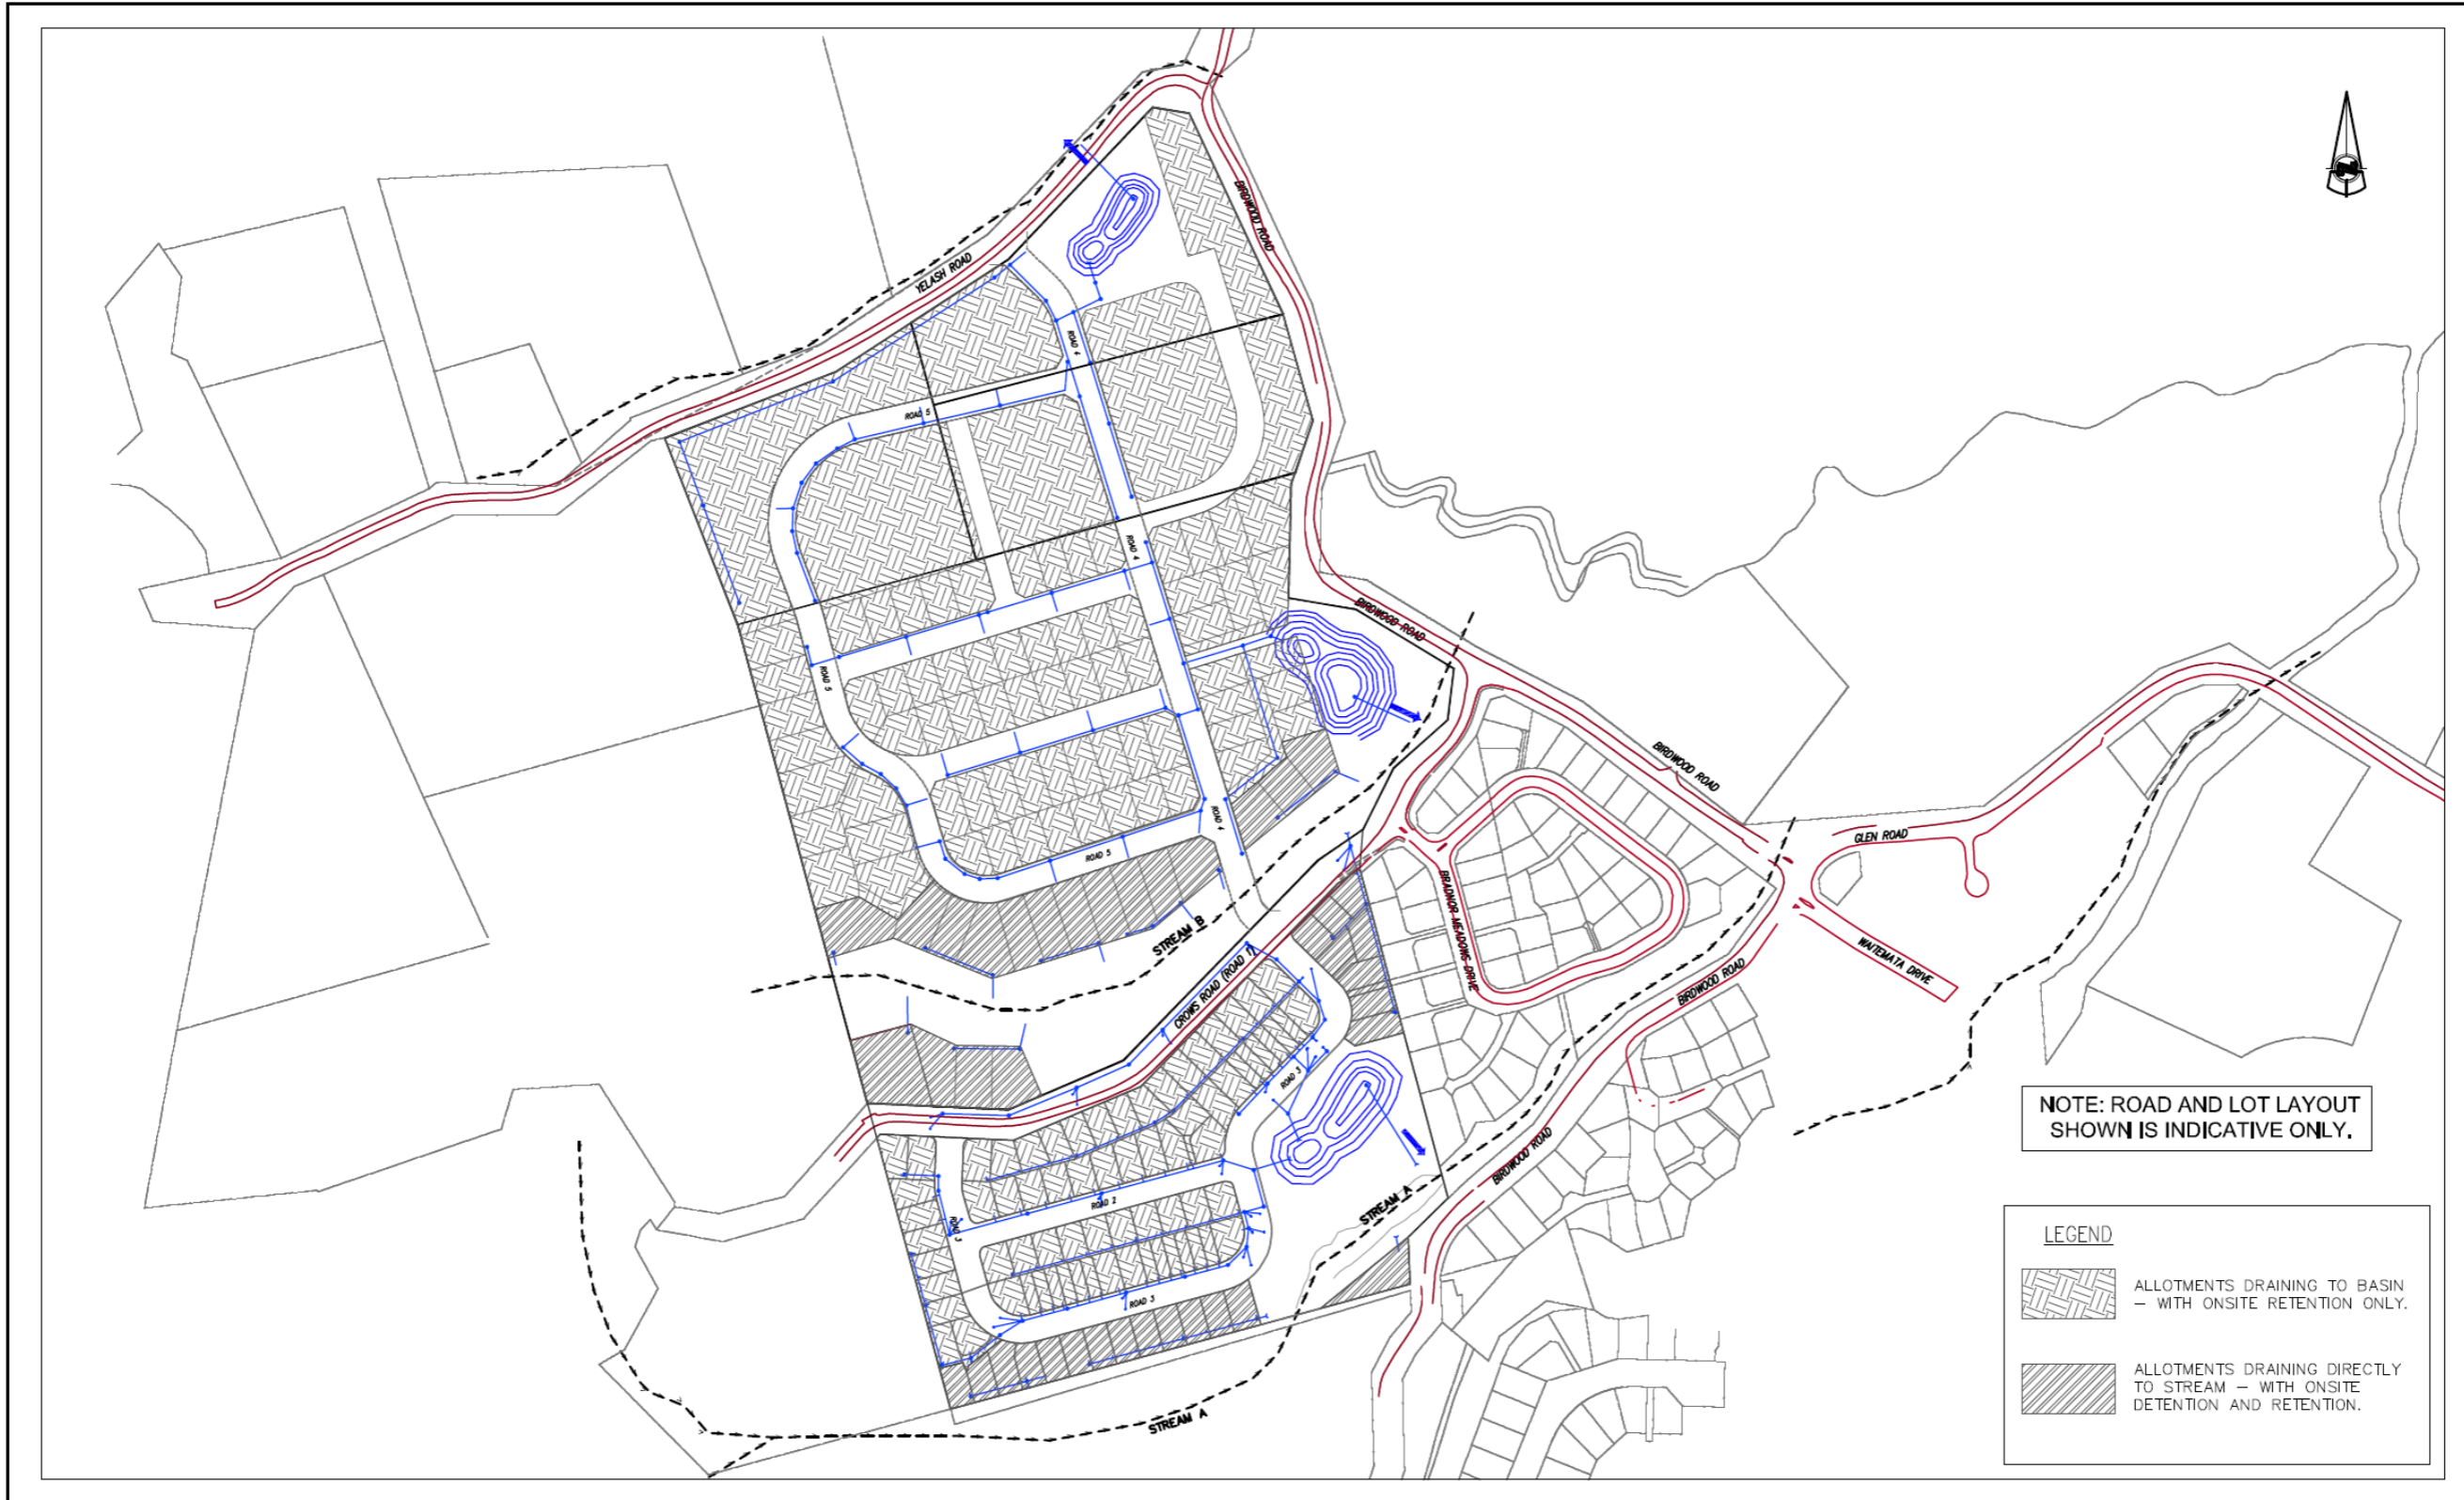 BIRDWOOD ROAD
YELASH ROAD
ROAD 4
ROAD 5
ROAD 4
BIRDWOOD ROAD
ROAD 5
BIRDWOOD ROAD
ROAD 4
GLEN ROAD
ROAD 5
BRADNOR MEADOWS DRIVE
STREAM B
WAITEMATA DRIVE
CROWS ROAD (ROAD 1)
BIRDWOOD ROAD
ROAD 3
BIRDWOOD ROAD
ROAD 2
STREAM A
ROAD 3
ROAD 3
STREAM A
NOTE: ROAD AND LOT LAYOUT
SHOWN IS INDICATIVE ONLY.
LEGEND
ALLOTMENTS DRAINING TO BASIN
– WITH ONSITE RETENTION ONLY.
ALLOTMENTS DRAINING DIRECTLY
TO STREAM – WITH ONSITE
DETENTION AND RETENTION.